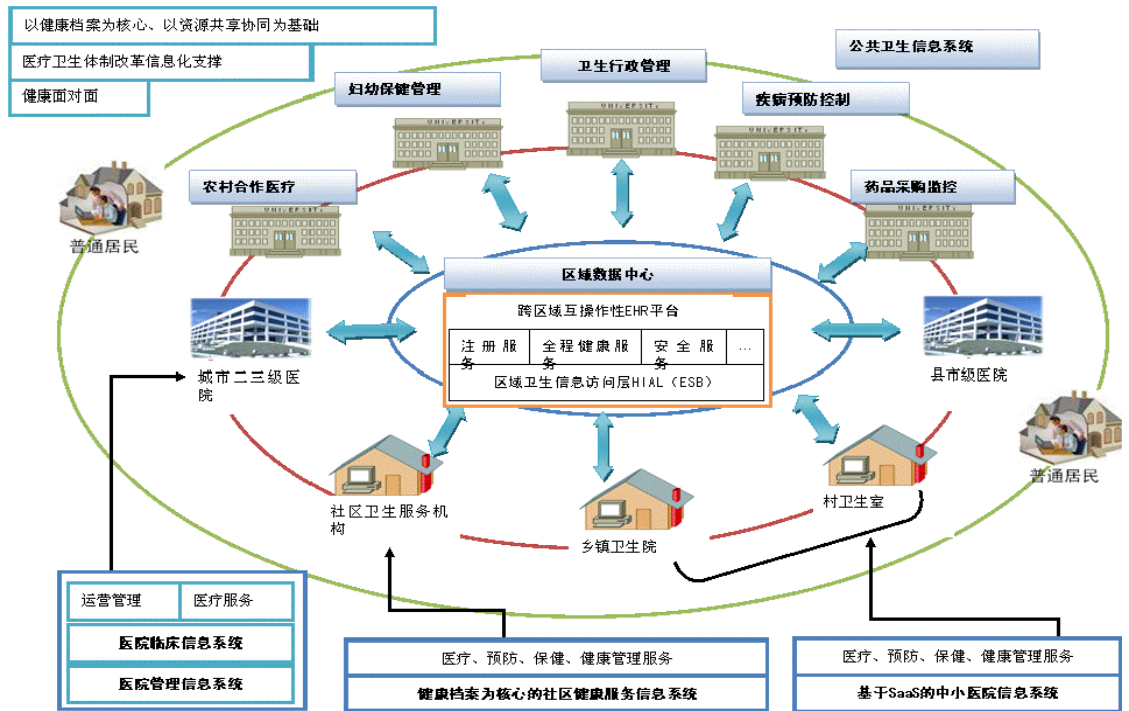 以健康档案为核心、以资源共享协同为基础
医疗卫生体制改革信息化支撑
健康面对面
公共卫生信息系统
卫生行政管理
妇幼保健管理
疾病预防控制
UNIVERSITY
UNIVERSITY
UNIVERSITY
农村合作医疗
药品采购监控
UNIVERSITY
UNIVERSITY
普通居民
区域数据中心
跨区域互操作性EHR平台
注册服务
全程健康服务
安全服务
...
区域卫生信息访问层HIAL（ESB）
城市二三级医
院
县市级医院
普通居民
社区卫生服务机
构
乡镇卫生院
村卫生室
运营管理
医疗服务
医院临床信息系统
医院管理信息系统
医疗、预防、保健、健康管理服务
健康档案为核心的社区健康服务信息系统
医疗、预防、保健、健康管理服务
基于SaaS的中小医院信息系统